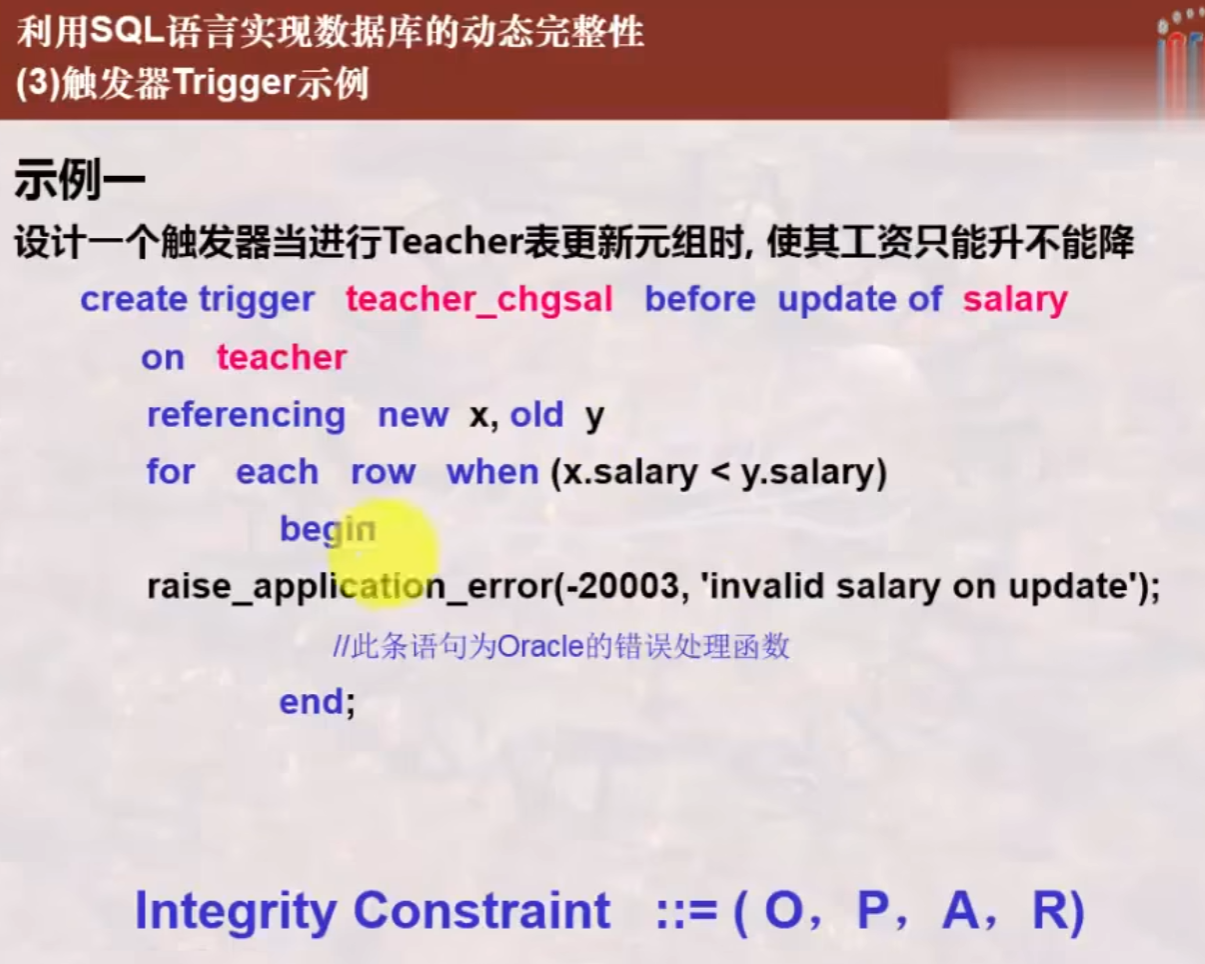 利用SQL语言实现数据库的动态完整性
(3)触发器Trigger示例
示例一
设计一个触发器当进行Teacher表更新元组时, 使其工资只能升不能降
create trigger teacher_chgsal before update of salary
on teacher
referencing new x, old y
for each row when (x.salary < y.salary)
begin
raise_application_error(-20003, 'invalid salary on update');
//此条语句为Oracle的错误处理函数
end;
Integrity Constraint ::= ( O, P, A, R)